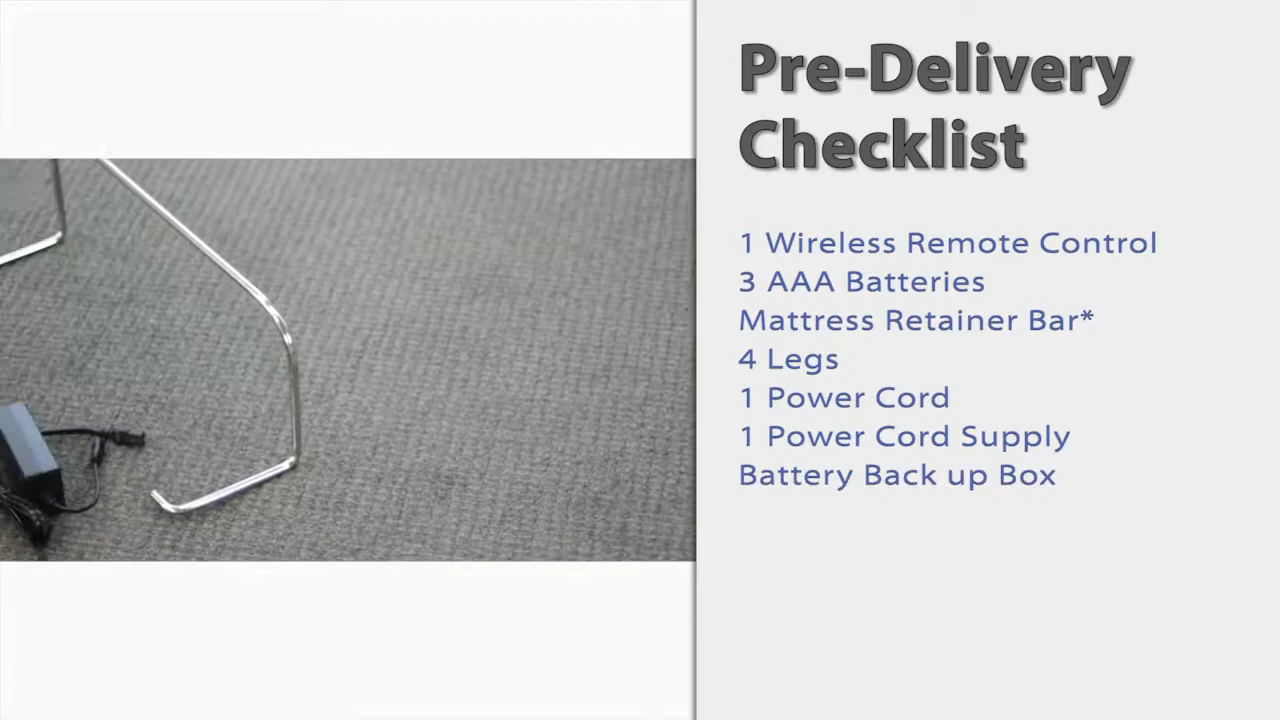 Pre-Delivery
Checklist
1 Wireless Remote Control
3 AAA Batteries
Mattress Retainer Bar*
4 Legs
1 Power Cord
1 Power Cord Supply
Battery Back up Box